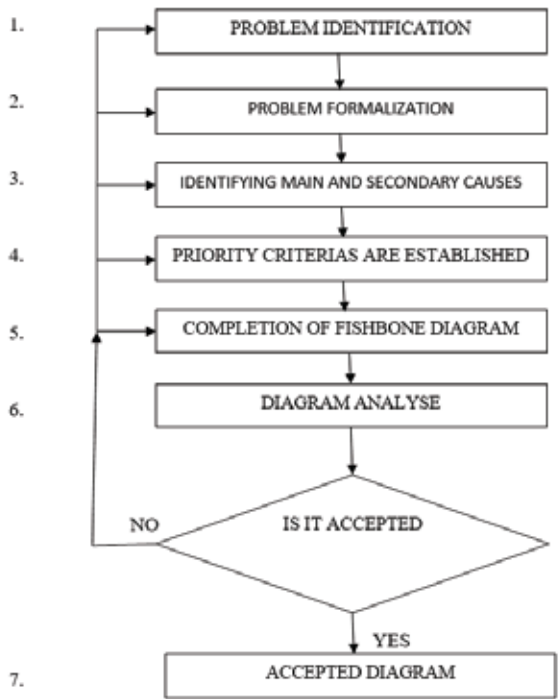 1. PROBLEM IDENTIFICATION
2. PROBLEM FORMALIZATION
3. IDENTIFYING MAIN AND SECONDARY CAUSES
4. PRIORITY CRITERIAS ARE ESTABLISHED
5. COMPLETION OF FISHBONE DIAGRAM
6. DIAGRAM ANALYSE
IS IT ACCEPTED
NO
YES
7. ACCEPTED DIAGRAM